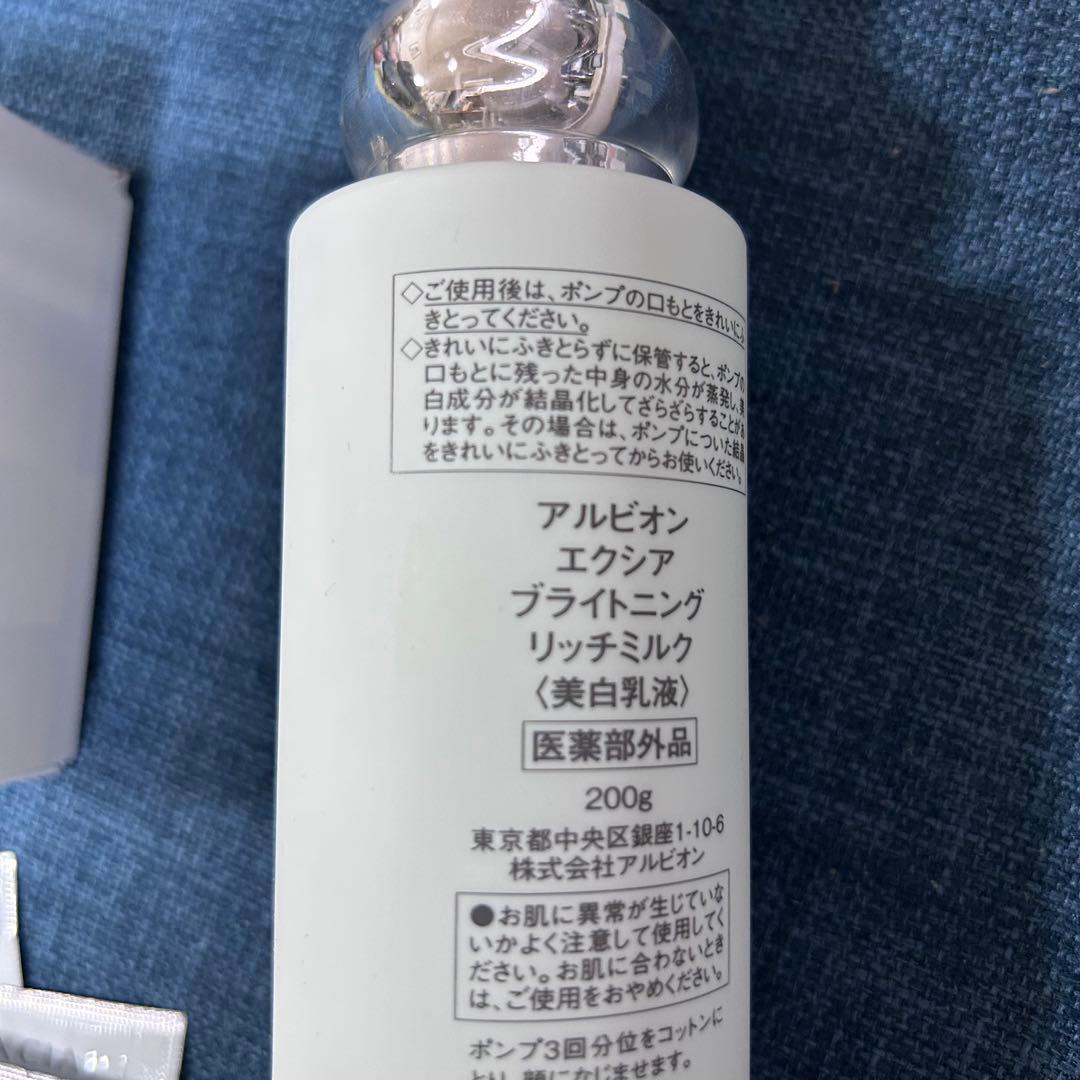 ◇ご使用後は、ポンプの口もとをきれいにふ
きとってください。
◇きれいにふきとらずに保管すると、ポンプの
口もとに残った中身の水分が蒸発し、美
白成分が結晶化してざらざらすることがあ
ります。その場合は、ポンプについた結晶
をきれいにふきとってからお使いください。
アルビオン
エクシア
ブライトニング
リッチミルク
〈美白乳液〉
医薬部外品
200g
東京都中央区銀座1-10-6
株式会社アルビオン
●お肌に異常が生じていな
いかよく注意して使用してく
ださい。お肌に合わないとき
は、ご使用をおやめください。
ポンプ3回分位をコットンに
とり、顔になじませます。